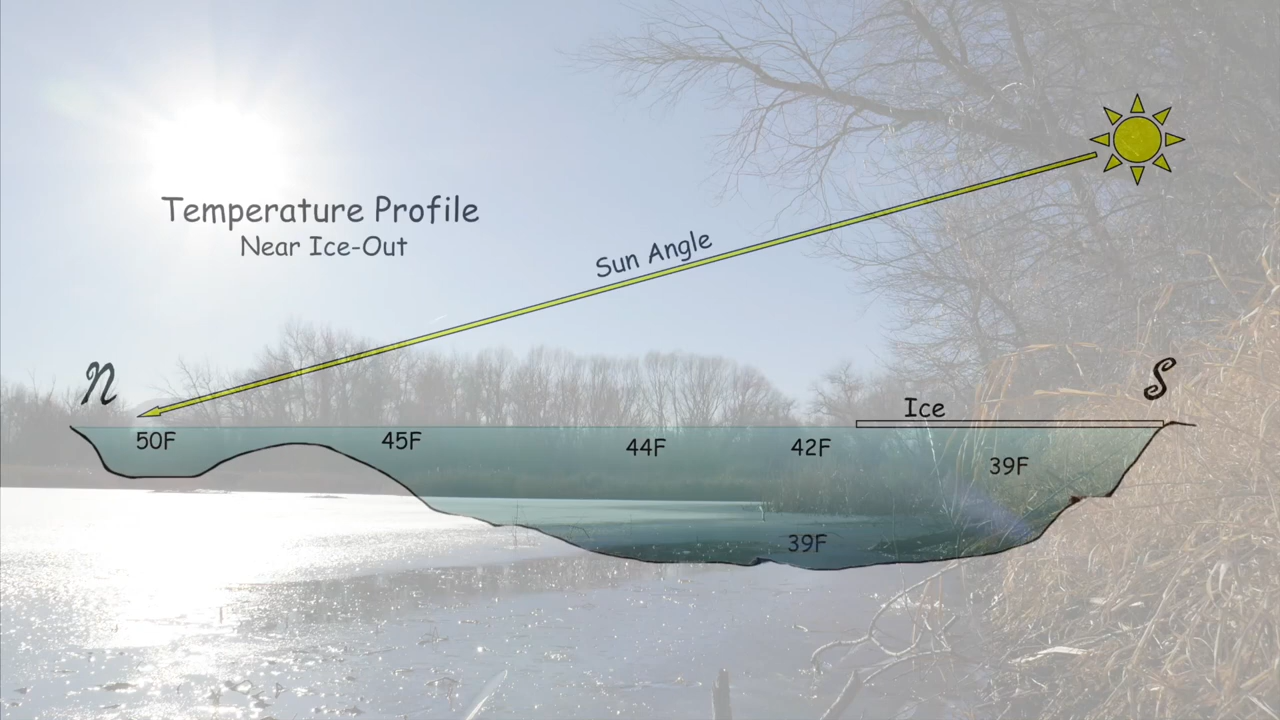 Temperature Profile
Near Ice-Out
Sun Angle
N
S
Ice
50F
45F
44F
42F
39F
39F